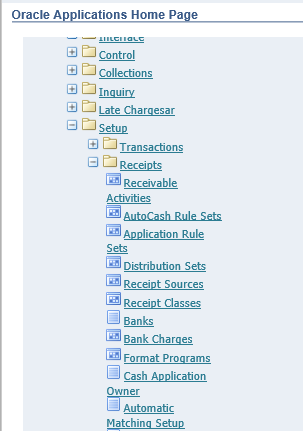 Oracle Applications Home Page
Interface
Control
Collections
Inquiry
Late Chargesar
Setup
Transactions
Receipts
Receivable
Activities
AutoCash Rule Sets
Application Rule
Sets
Distribution Sets
Receipt Sources
Receipt Classes
Banks
Bank Charges
Format Programs
Cash Application
Owner
Automatic
Matching Setup